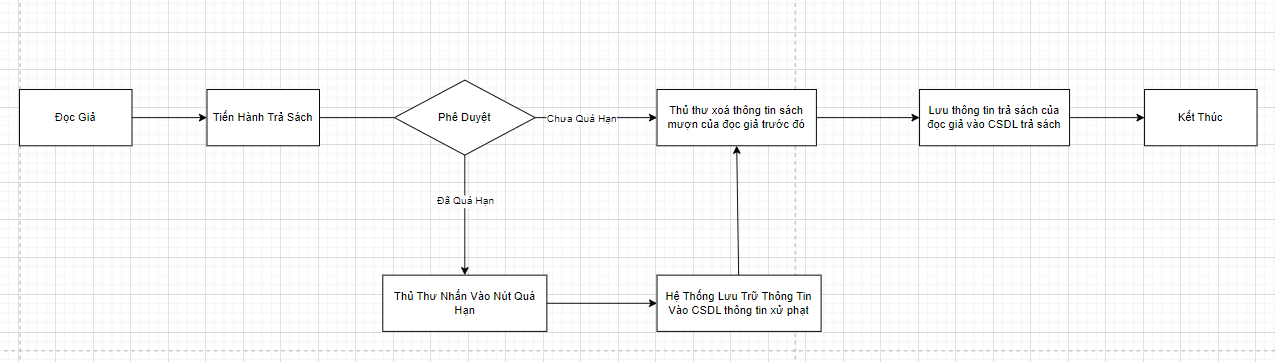 Đọc Giả
Tiến Hành Trả Sách
Phê Duyệt
Chưa Quá Hạn
Thủ thư xoá thông tin sách
mượn của đọc giả trước đó
Lưu thông tin trả sách của
đọc giả vào CSDL trả sách
Kết Thúc
Đã Quá Hạn
Thủ Thư Nhấn Vào Nút Quá
Hạn
Hệ Thống Lưu Trữ Thông Tin
Vào CSDL thông tin xử phạt